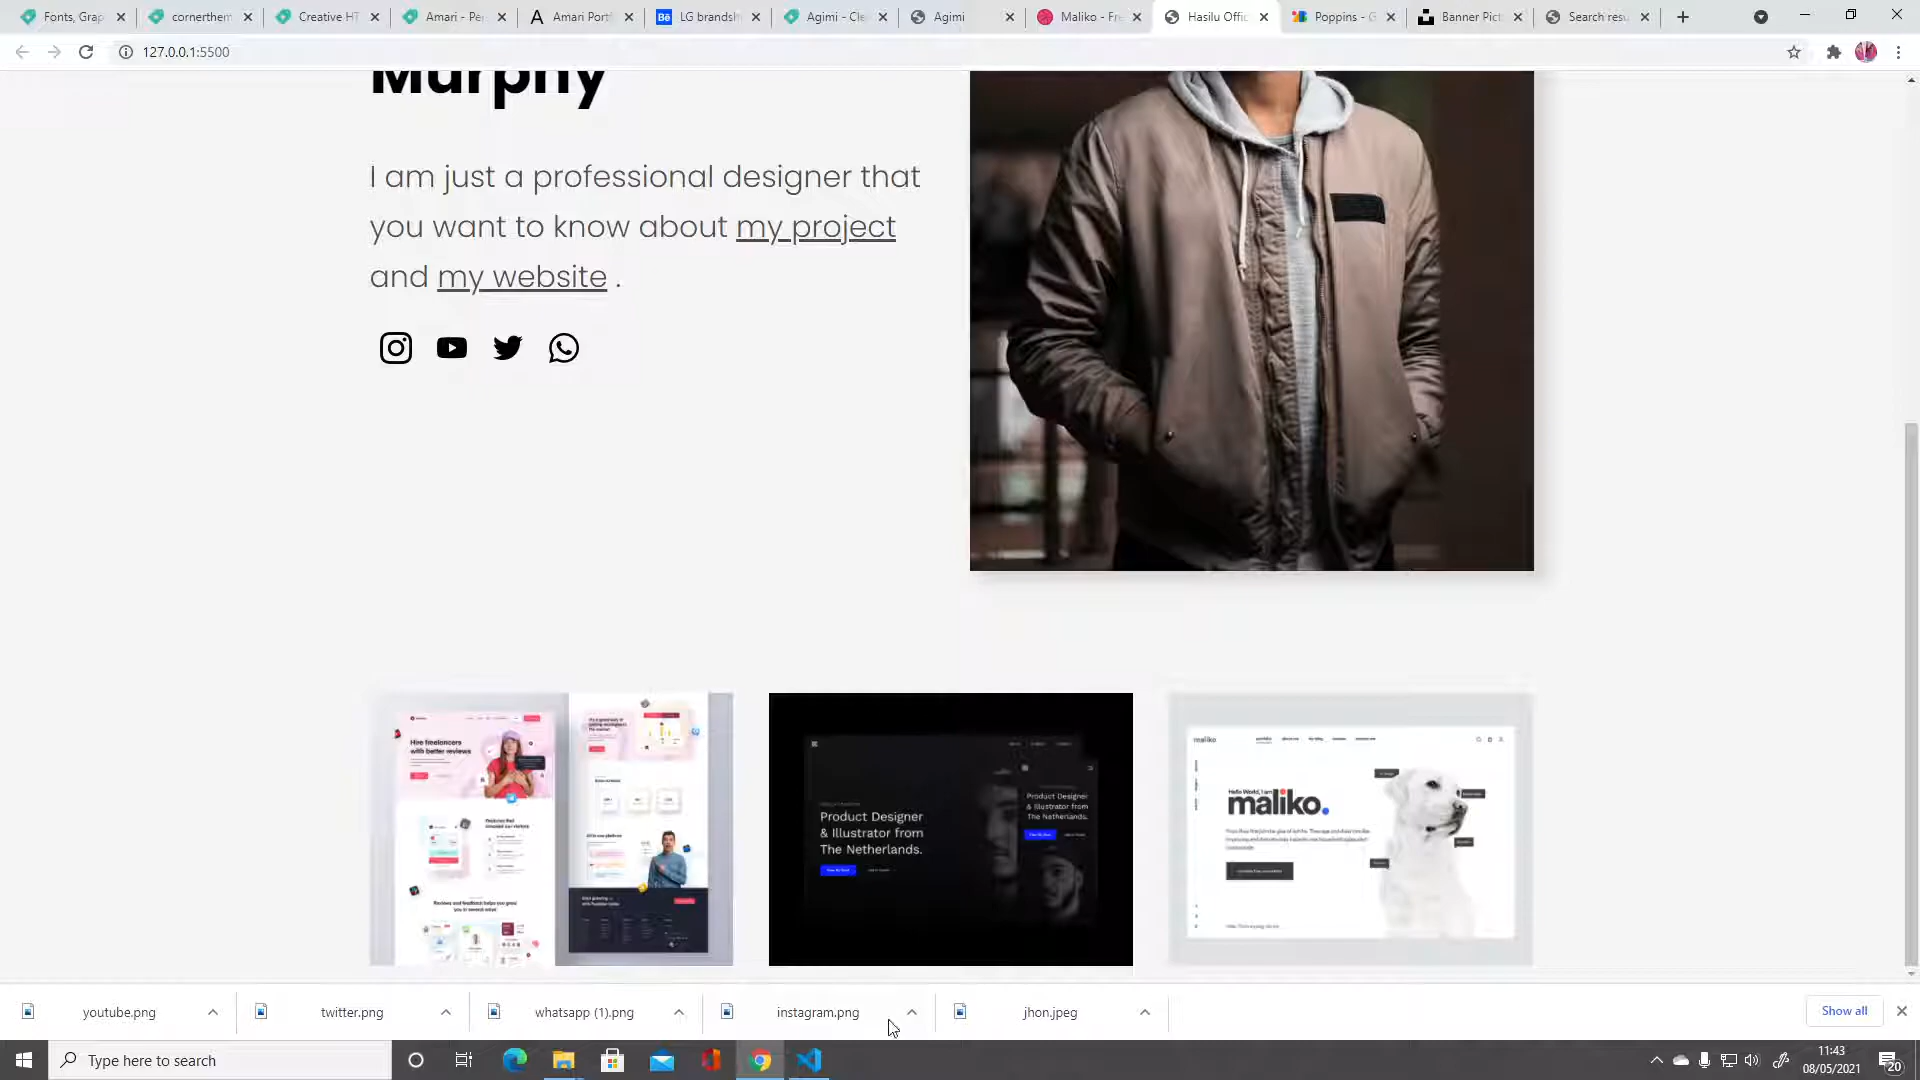 Fonts, Grap
cornerthem
Creative HT
Amari - Per
Amari Portf
LG brandsh
Agimi - Cle
Agimi
Maliko - Fre
Hasilu Offic
Poppins - G
Banner Pict
Search resu
127.0.0.1:5500
Murphy
I am just a professional designer that
you want to know about my project
and my website .
Hire freelancers
with better reviews
Product Designer
& Illustrator from
The Netherlands.
Product Designer
& Illustrator from
The Netherlands.
maliko
Hello World, I am
maliko.
youtube.png
twitter.png
whatsapp (1).png
instagram.png
jhon.jpeg
Show all
Type here to search
11:43
08/05/2021
20